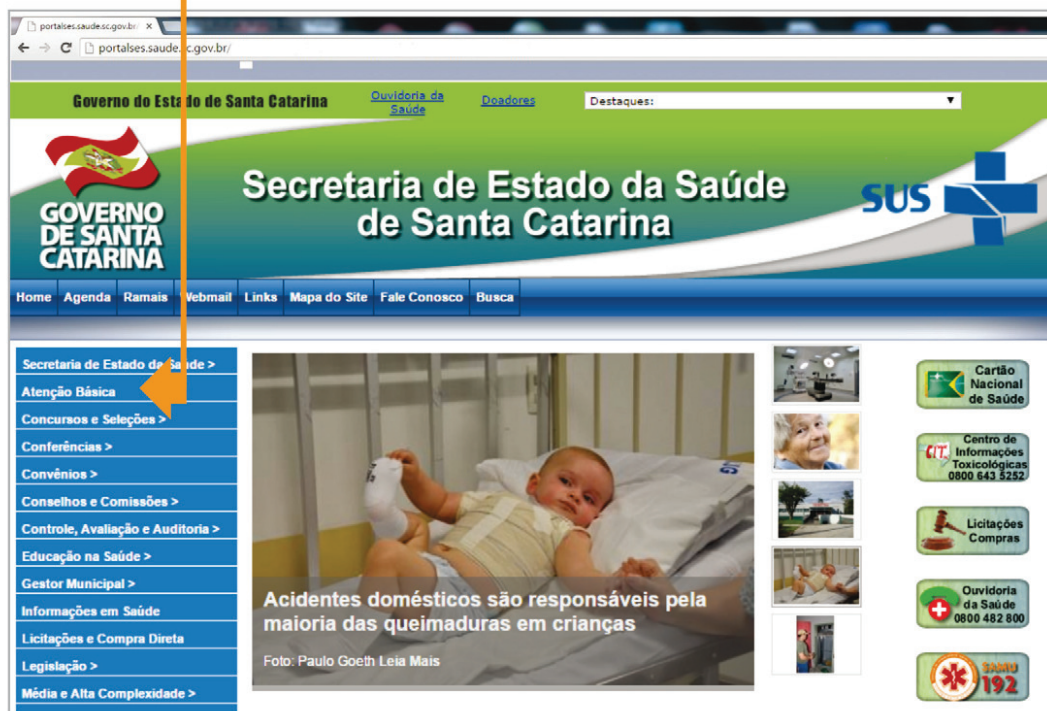 portalses.saude.sc.gov.br/ ×
portalses.saude.sc.gov.br/
Governo do Estado de Santa Catarina
Ouvidoria da
Saúde
Doadores
Destaques:
GOVERNO
DE SANTA
CATARINA
Secretaria de Estado da Saúde
de Santa Catarina
SUS
Home Agenda Ramais Webmail Links Mapa do Site Fale Conosco Busca
Secretaria de Estado da Saúde >
Atenção Básica
Concursos e Seleções >
Conferências >
Convênios >
Conselhos e Comissões >
Controle, Avaliação e Auditoria >
Educação na Saúde >
Gestor Municipal >
Informações em Saúde
Licitações e Compra Direta
Legislação >
Média e Alta Complexidade >
Acidentes domésticos são responsáveis pela
maioria das queimaduras em crianças
Foto: Paulo Goeth Leia Mais
Cartão
Nacional
de Saúde
CIT.
Centro de
Informações
Toxicológicas
0800 643 5252
Licitações
Compras
Ouvidoria
da Saúde
0800 482 800
SAMU
192